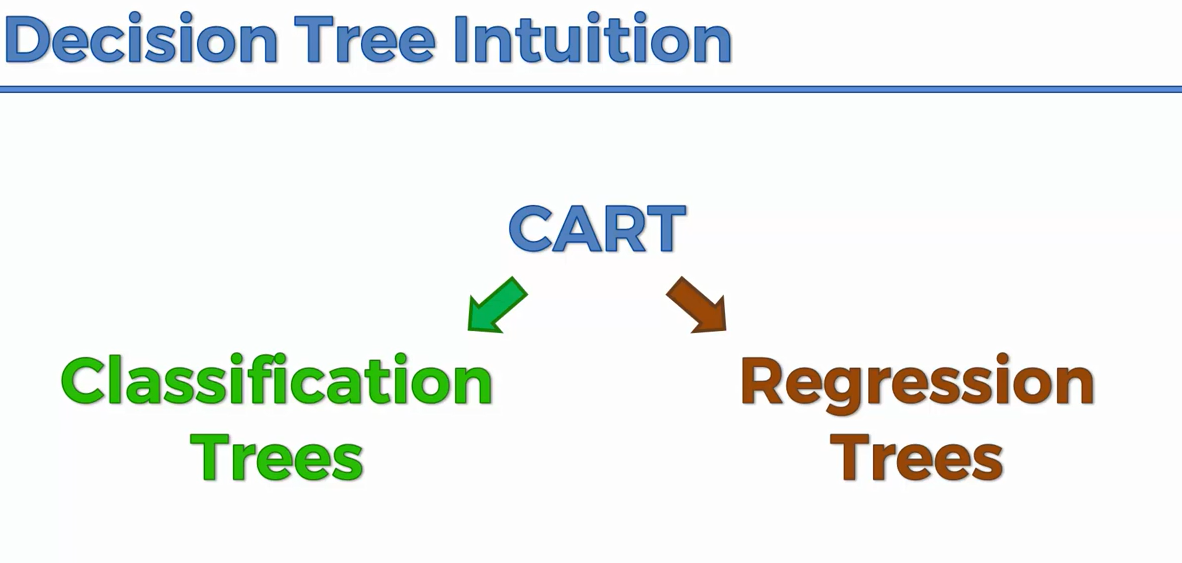 Decision Tree Intuition
CART
Classification
Trees
Regression
Trees